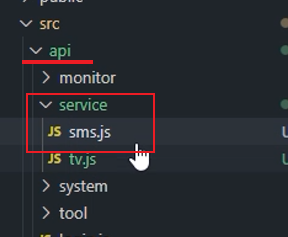 src
api
monitor
service
JS sms.js
JS tv.js
system
tool